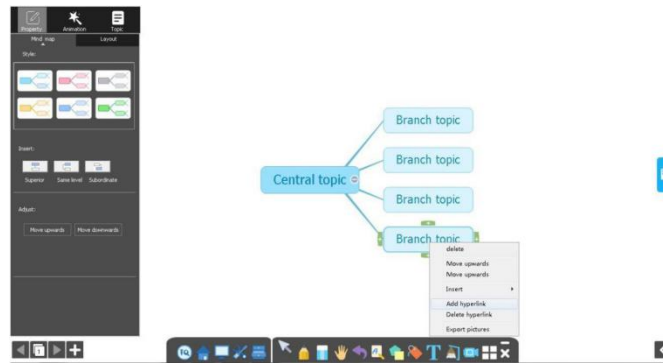 Property Animation Topic
Mind map Layout
Style:
Insert:
Superior Same level Subordinate
Adjust:
Move upwards Move downwards
Central topic
Branch topic
Branch topic
Branch topic
Branch topic
delete
Move upwards
Move upwards
Insert
Add hyperlink
Delete hyperlink
Export pictures
1
T